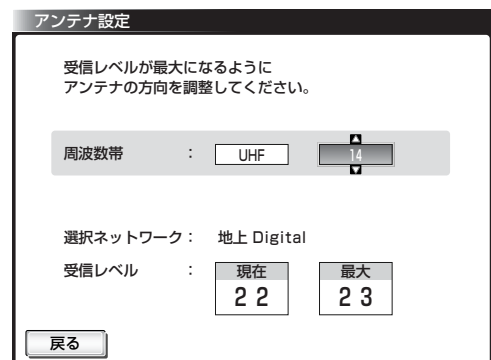 アンテナ設定
受信レベルが最大になるように
アンテナの方向を調整してください。
周波数帯 : UHF 14
選択ネットワーク: 地上 Digital
受信レベル : 現在 最大
22 23
戻る